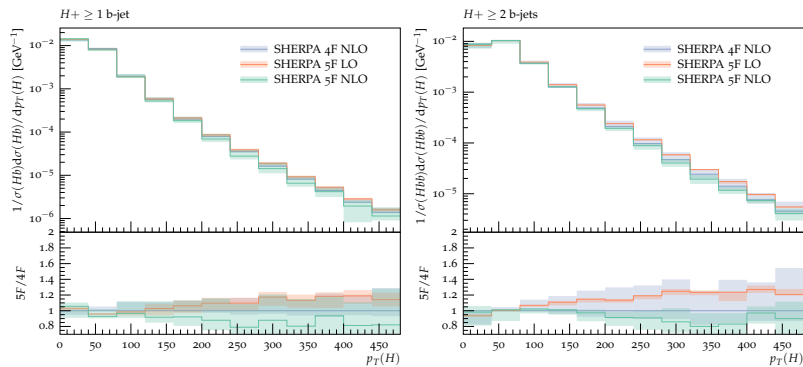 H+ ≥ 1 b-jet
SHERPA 4F NLO
SHERPA 5F LO
SHERPA 5F NLO
1/σ(Hb)dσ(Hb)/dp_T(H) [GeV⁻¹]
10⁻²
10⁻³
10⁻⁴
10⁻⁵
10⁻⁶
5F/4F
2
1.8
1.6
1.4
1.2
1.0
0.8
0 50 100 150 200 250 300 350 400 450
p_T(H)
H+ ≥ 2 b-jets
SHERPA 4F NLO
SHERPA 5F LO
SHERPA 5F NLO
1/σ(Hbb)dσ(Hbb)/dp_T(H) [GeV⁻¹]
10⁻²
10⁻³
10⁻⁴
10⁻⁵
5F/4F
2
1.8
1.6
1.4
1.2
1
0.8
0 50 100 150 200 250 300 350 400 450
p_T(H)